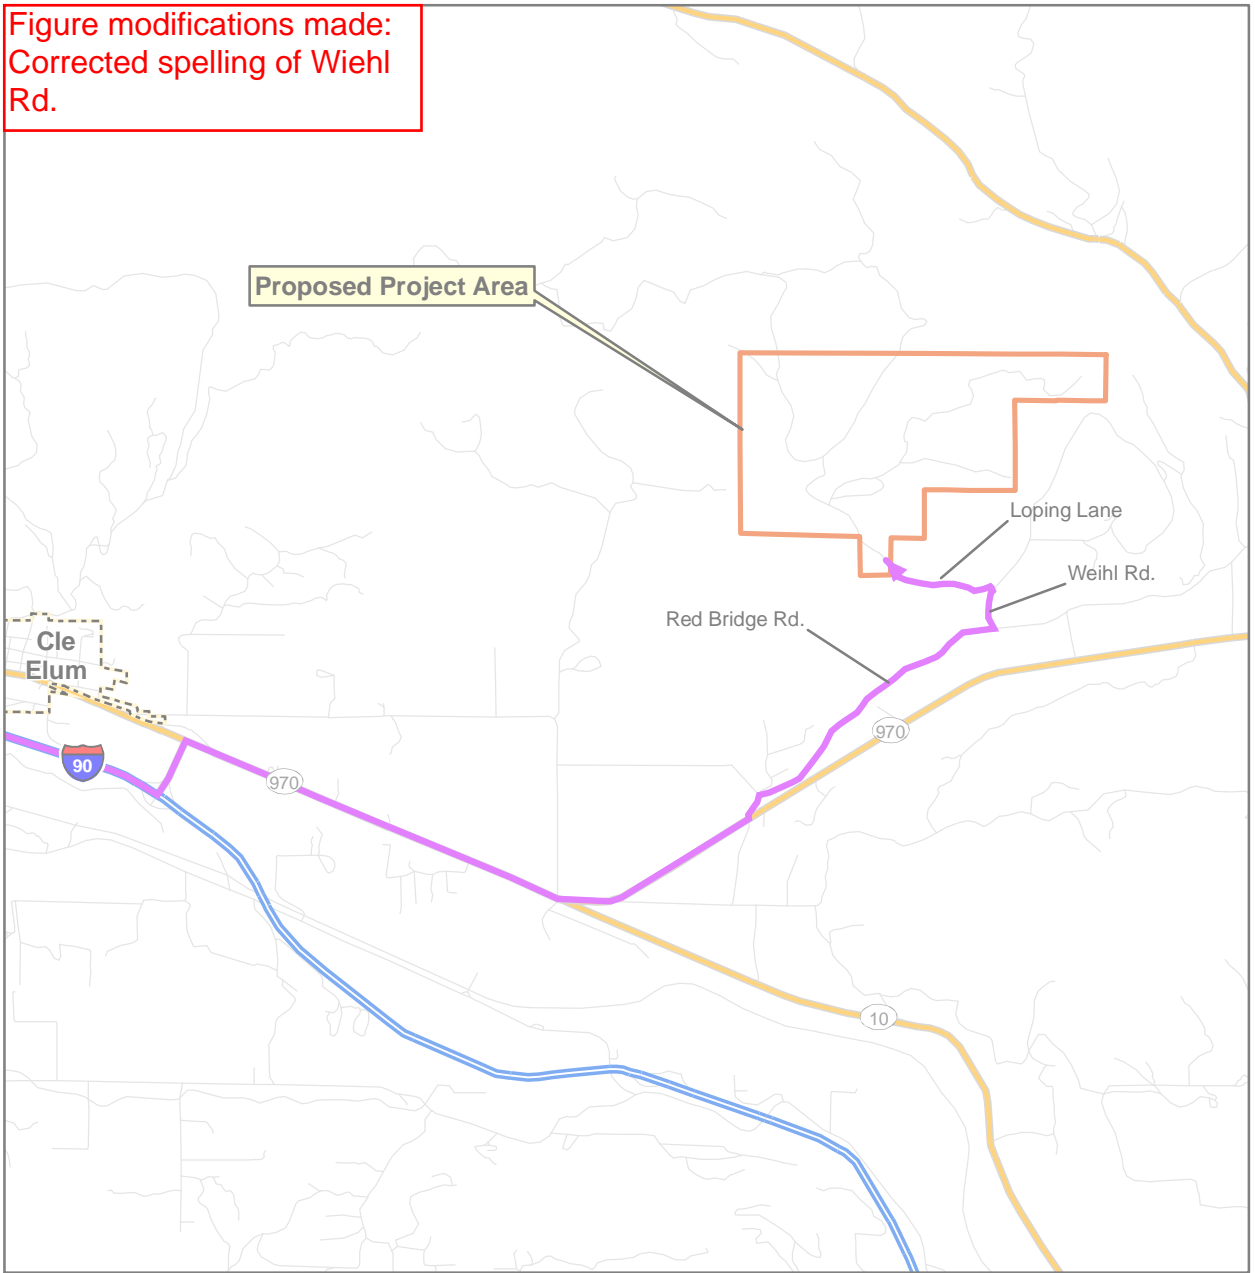 Figure modifications made:
Corrected spelling of Wiehl
Rd.
Proposed Project Area
Loping Lane
Weihl Rd.
Red Bridge Rd.
Cle
Elum
970
90
970
10